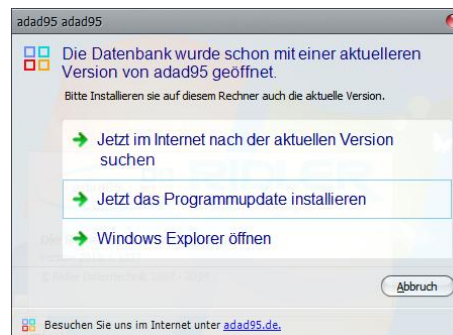 adad95 adad95
Die Datenbank wurde schon mit einer aktuelleren
Version von adad95 geöffnet.
Bitte Installieren sie auf diesem Rechner auch die aktuelle Version.
Jetzt im Internet nach der aktuellen Version
suchen
RIDLER
Jetzt das Programmupdate installieren
Windows Explorer öffnen
Abbruch
Besuchen Sie uns im Internet unter adad95.de.